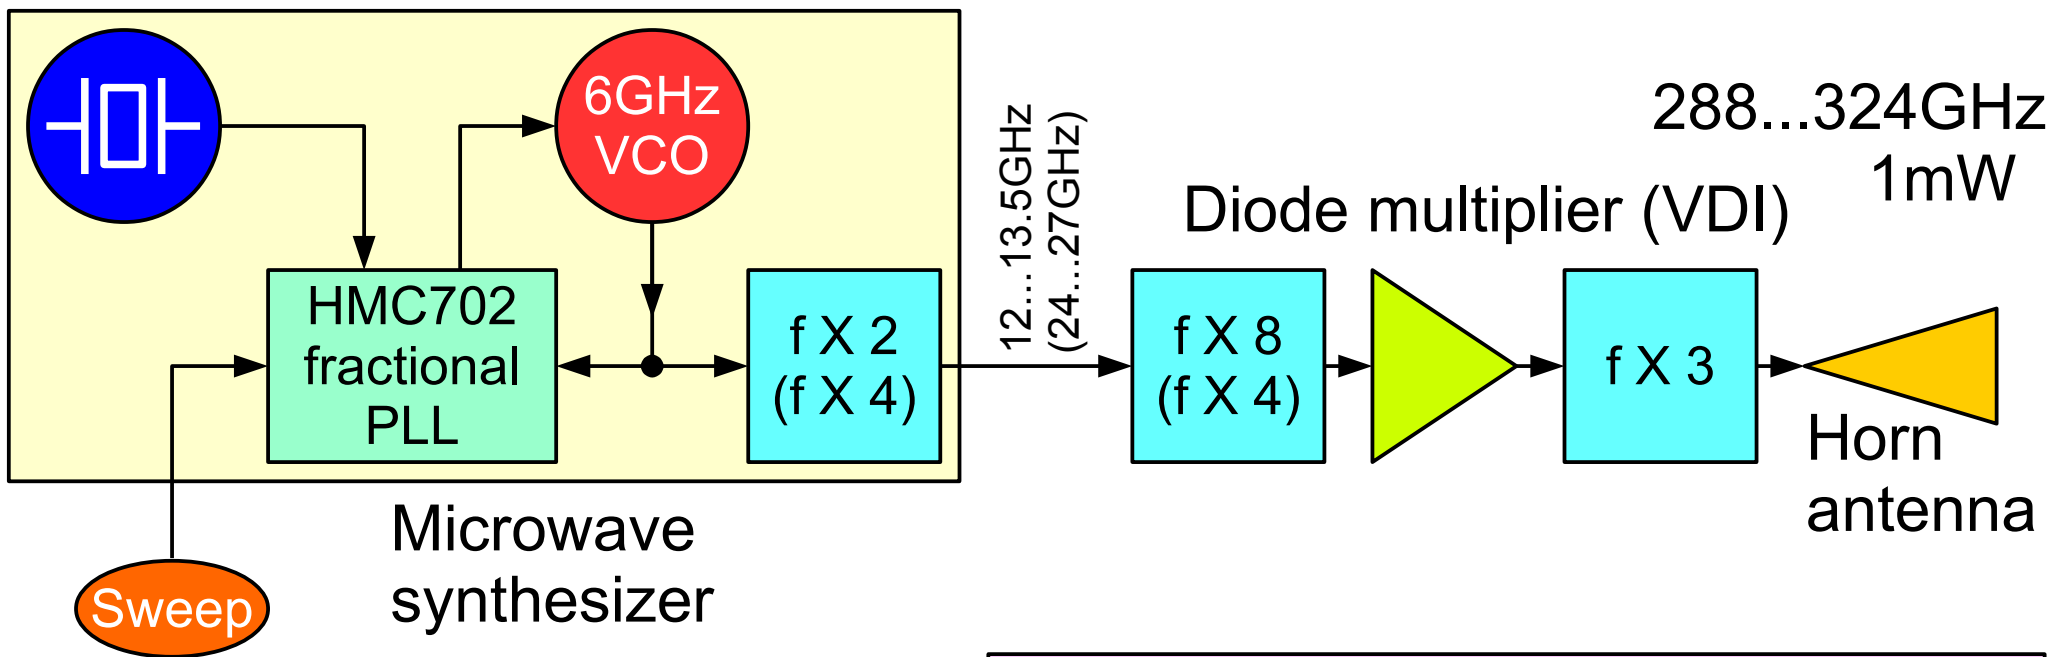 6GHz
VCO
HMC702
fractional
PLL
f X 2
(f X 4)
Sweep
Microwave
synthesizer
12...13.5GHz
(24...27GHz)
288...324GHz
1mW
Diode multiplier (VDI)
f X 8
(f X 4)
f X 3
Horn
antenna